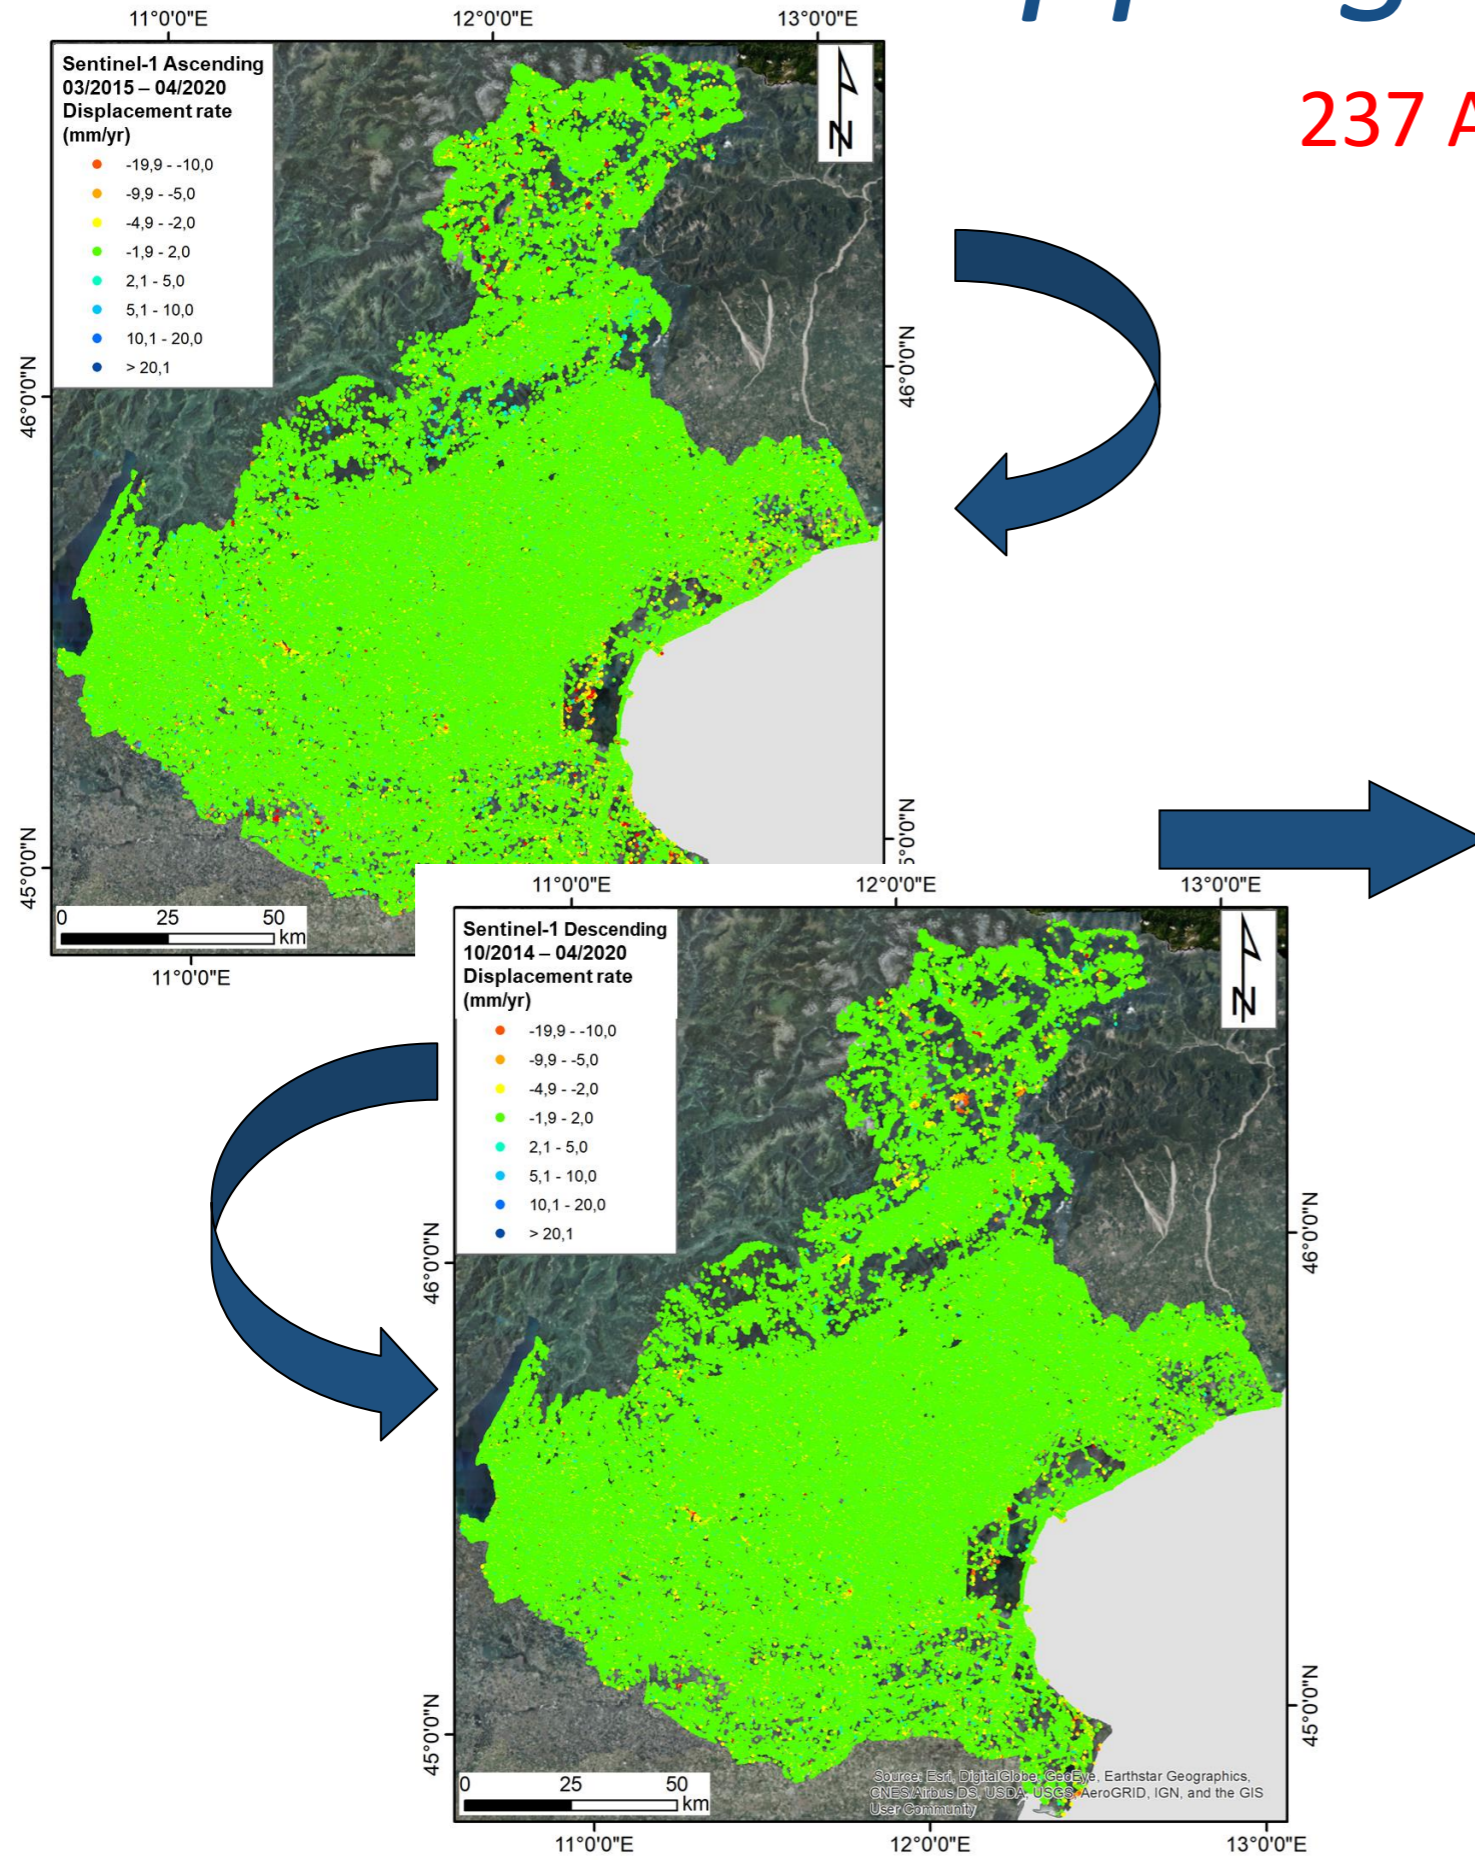 11°0'0"E 12°0'0"E 13°0'0"E
237 A
Sentinel-1 Ascending
03/2015 – 04/2020
Displacement rate
(mm/yr)
-19,9 - -10,0
-9,9 - -5,0
-4,9 - -2,0
-1,9 - 2,0
2,1 - 5,0
5,1 - 10,0
10,1 - 20,0
> 20,1
N
46°0'0"N
46°0'0"N
45°0'0"N
5°0'0"N
0 25 50
km
11°0'0"E
11°0'0"E 12°0'0"E 13°0'0"E
Sentinel-1 Descending
10/2014 – 04/2020
Displacement rate
(mm/yr)
-19,9 - -10,0
-9,9 - -5,0
-4,9 - -2,0
-1,9 - 2,0
2,1 - 5,0
5,1 - 10,0
10,1 - 20,0
> 20,1
N
46°0'0"N
46°0'0"N
45°0'0"N
45°0'0"N
0 25 50
km
Source: Esri, DigitalGlobe, GeoEye, Earthstar Geographics,
CNES/Airbus DS, USDA, USGS, AeroGRID, IGN, and the GIS
User Community
11°0'0"E 12°0'0"E 13°0'0"E